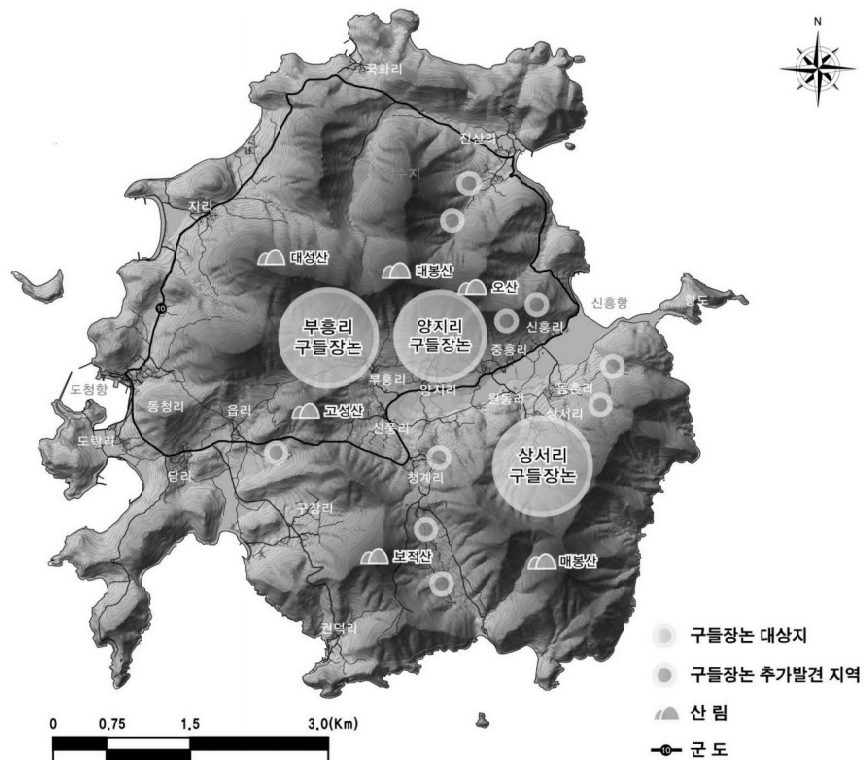 N
국화리
진산리
지리
대성산
대봉산
오산
신흥항
항도
신흥리
중흥리
부흥리
구들장논
양지리
구들장논
도청항
동청리
읍리
부흥리
양지리
원동리
용촌리
상서리
고성산
신풍리
도락리
당리
청계리
상서리
구들장논
구장리
보적산
매봉산
권덕리
10
0 0.75 1.5 3.0(Km)
구들장논 대상지
구들장논 추가발견 지역
산 림
10
군 도